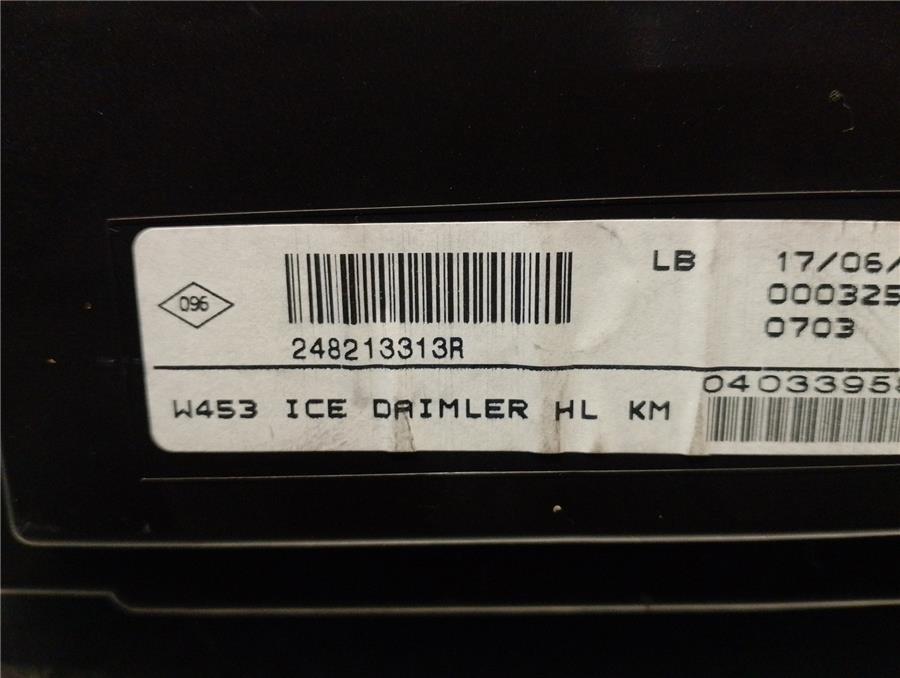 096
248213313R
LB
17/06/
000325
0703
W453 ICE DAIMLER HL KM
0403395